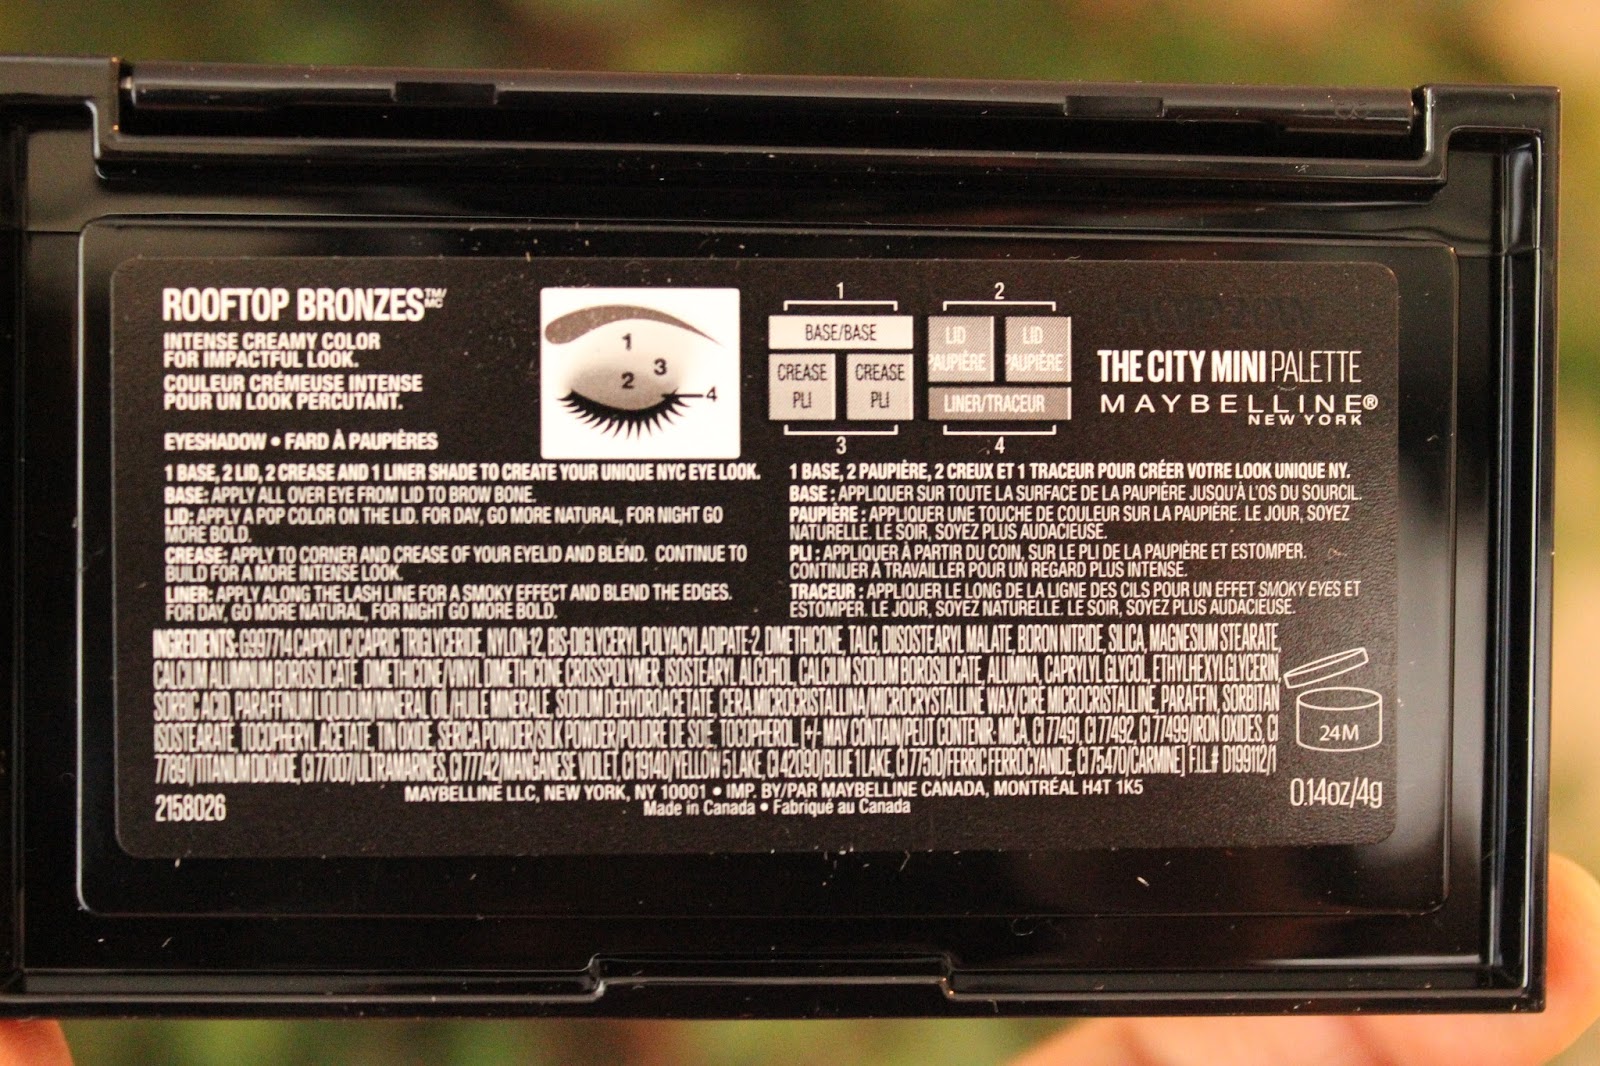 ROOFTOP BRONZES™/MC
INTENSE CREAMY COLOR
FOR IMPACTFUL LOOK.
COULEUR CRÉMEUSE INTENSE
POUR UN LOOK PERCUTANT.
EYESHADOW • FARD À PAUPIÈRES
1
3
2
4
1
BASE/BASE
CREASE
PLI
CREASE
PLI
3
2
LID
PAUPIÈRE
LID
PAUPIÈRE
LINER/TRACEUR
4
THE CITY MINI PALETTE
MAYBELLINE®
NEW YORK
1 BASE, 2 LID, 2 CREASE AND 1 LINER SHADE TO CREATE YOUR UNIQUE NYC EYE LOOK.
BASE: APPLY ALL OVER EYE FROM LID TO BROW BONE.
LID: APPLY A POP COLOR ON THE LID. FOR DAY, GO MORE NATURAL, FOR NIGHT GO
MORE BOLD.
CREASE: APPLY TO CORNER AND CREASE OF YOUR EYELID AND BLEND. CONTINUE TO
BUILD FOR A MORE INTENSE LOOK.
LINER: APPLY ALONG THE LASH LINE FOR A SMOKY EFFECT AND BLEND THE EDGES.
FOR DAY, GO MORE NATURAL, FOR NIGHT GO MORE BOLD.
1 BASE, 2 PAUPIÈRE, 2 CREUX ET 1 TRACEUR POUR CRÉER VOTRE LOOK UNIQUE NY.
BASE : APPLIQUER SUR TOUTE LA SURFACE DE LA PAUPIÈRE JUSQU'À L'OS DU SOURCIL.
PAUPIÈRE : APPLIQUER UNE TOUCHE DE COULEUR SUR LA PAUPIÈRE. LE JOUR, SOYEZ
NATURELLE. LE SOIR, SOYEZ PLUS AUDACIEUSE.
PLI : APPLIQUER À PARTIR DU COIN, SUR LE PLI DE LA PAUPIÈRE ET ESTOMPER.
CONTINUER À TRAVAILLER POUR UN REGARD PLUS INTENSE.
TRACEUR : APPLIQUER LE LONG DE LA LIGNE DES CILS POUR UN EFFET SMOKY EYES ET
ESTOMPER. LE JOUR, SOYEZ NATURELLE. LE SOIR, SOYEZ PLUS AUDACIEUSE.
INGREDIENTS: G997714 CAPRYLIC/CAPRIC TRIGLYCERIDE, NYLON-12, BIS-DIGLYCERYL POLYACYLADIPATE-2, DIMETHICONE, TALC, DIISOSTEARYL MALATE, BORON NITRIDE, SILICA, MAGNESIUM STEARATE,
CALCIUM ALUMINUM BOROSILICATE, DIMETHICONE/VINYL DIMETHICONE CROSSPOLYMER, ISOSTEARYL ALCOHOL, CALCIUM SODIUM BOROSILICATE, ALUMINA, CAPRYLYL GLYCOL, ETHYLHEXYLGLYCERIN,
SORBIC ACID, PARAFFINUM LIQUIDUM/MINERAL OIL/HUILE MINERALE, SODIUM DEHYDROACETATE, CERA MICROCRISTALLINA/MICROCRYSTALLINE WAX/CIRE MICROCRISTALLINE, PARAFFIN, SORBITAN
ISOSTEARATE, TOCOPHERYL ACETATE, TIN OXIDE, SERICA POWDER/SILK POWDER/POUDRE DE SOIE, TOCOPHEROL. [+/- MAY CONTAIN/PEUT CONTENIR: MICA, CI 77491, CI 77492, CI 77499/IRON OXIDES, CI
77891/TITANIUM DIOXIDE, CI 77007/ULTRAMARINES, CI 77742/MANGANESE VIOLET, CI 19140/YELLOW 5 LAKE, CI 42090/BLUE 1 LAKE, CI 77510/FERRIC FERROCYANIDE, CI 75470/CARMINE] F.I.L.# D199112/1
24M
MAYBELLINE LLC, NEW YORK, NY 10001 • IMP. BY/PAR MAYBELLINE CANADA, MONTRÉAL H4T 1K5
Made in Canada • Fabriqué au Canada
2158026
0.14oz/4g